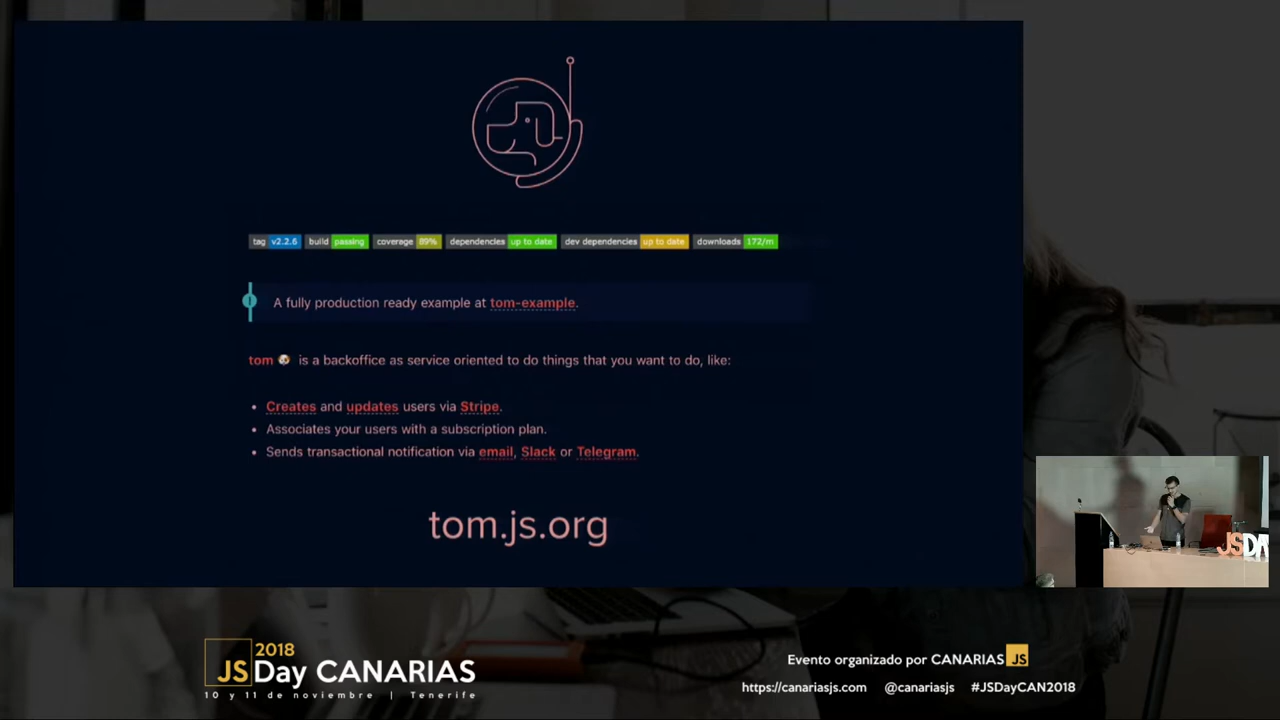 tag v2.2.6 build passing coverage 89% dependencies up to date dev dependencies up to date downloads 172/m
A fully production ready example at tom-example.
tom is a backoffice as service oriented to do things that you want to do, like:
• Creates and updates users via Stripe.
• Associates your users with a subscription plan.
• Sends transactional notification via email, Slack or Telegram.
tom.js.org
JSDA
2018
JSDay CANARIAS
10 y 11 de noviembre | Tenerife
Evento organizado por CANARIAS JS
https://canariasjs.com @canariasjs #JSDayCAN2018